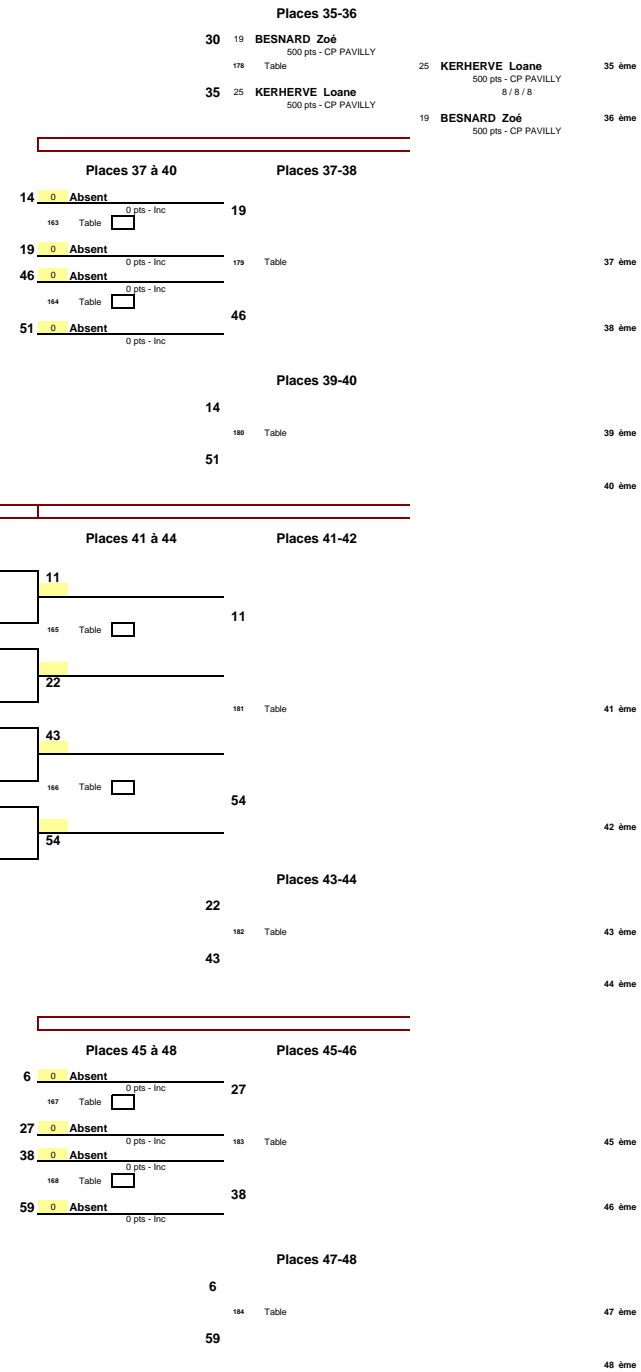 Places 35-36
30 19 BESNARD Zoé
500 pts - CP PAVILLY
178 Table 25 KERHERVE Loane 35 ème
500 pts - CP PAVILLY
35 25 KERHERVE Loane 8 / 8 / 8
500 pts - CP PAVILLY
19 BESNARD Zoé 36 ème
500 pts - CP PAVILLY
Places 37 à 40 Places 37-38
14 0 Absent
0 pts - Inc 19
163 Table
19 0 Absent
0 pts - Inc 179 Table 37 ème
46 0 Absent
0 pts - Inc
164 Table
46
51 0 Absent 38 ème
0 pts - Inc
Places 39-40
14
180 Table 39 ème
51
40 ème
Places 41 à 44 Places 41-42
11
11
165 Table
22
181 Table 41 ème
43
166 Table
54
42 ème
54
Places 43-44
22
182 Table 43 ème
43
44 ème
Places 45 à 48 Places 45-46
6 0 Absent
0 pts - Inc 27
167 Table
27 0 Absent
0 pts - Inc 183 Table 45 ème
38 0 Absent
0 pts - Inc
168 Table
38
59 0 Absent 46 ème
0 pts - Inc
Places 47-48
6
184 Table 47 ème
59
48 ème